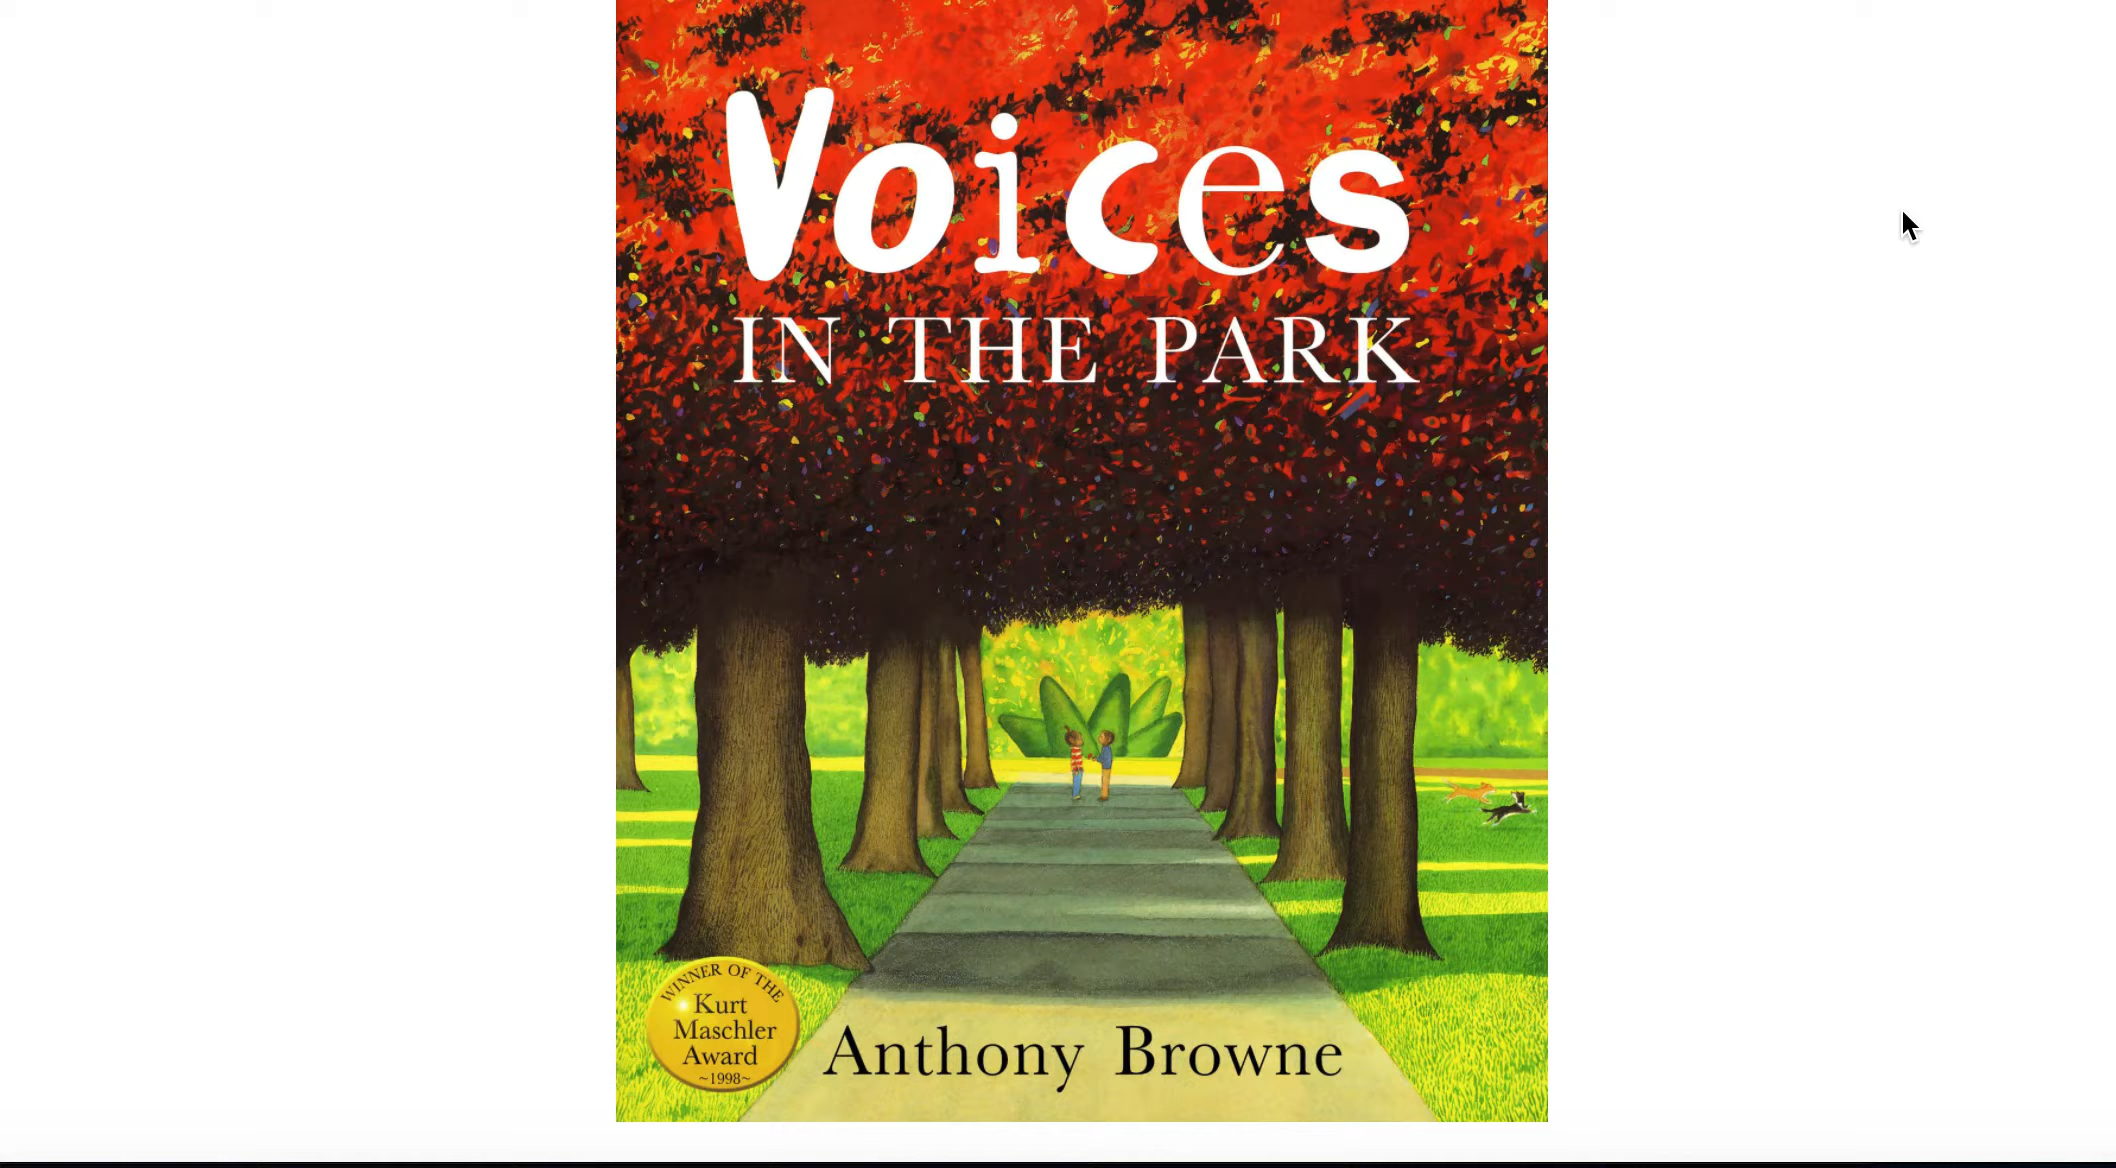 Voices
IN THE PARK
WINNER OF THE
Kurt
Maschler
Award
~1998~
Anthony Browne